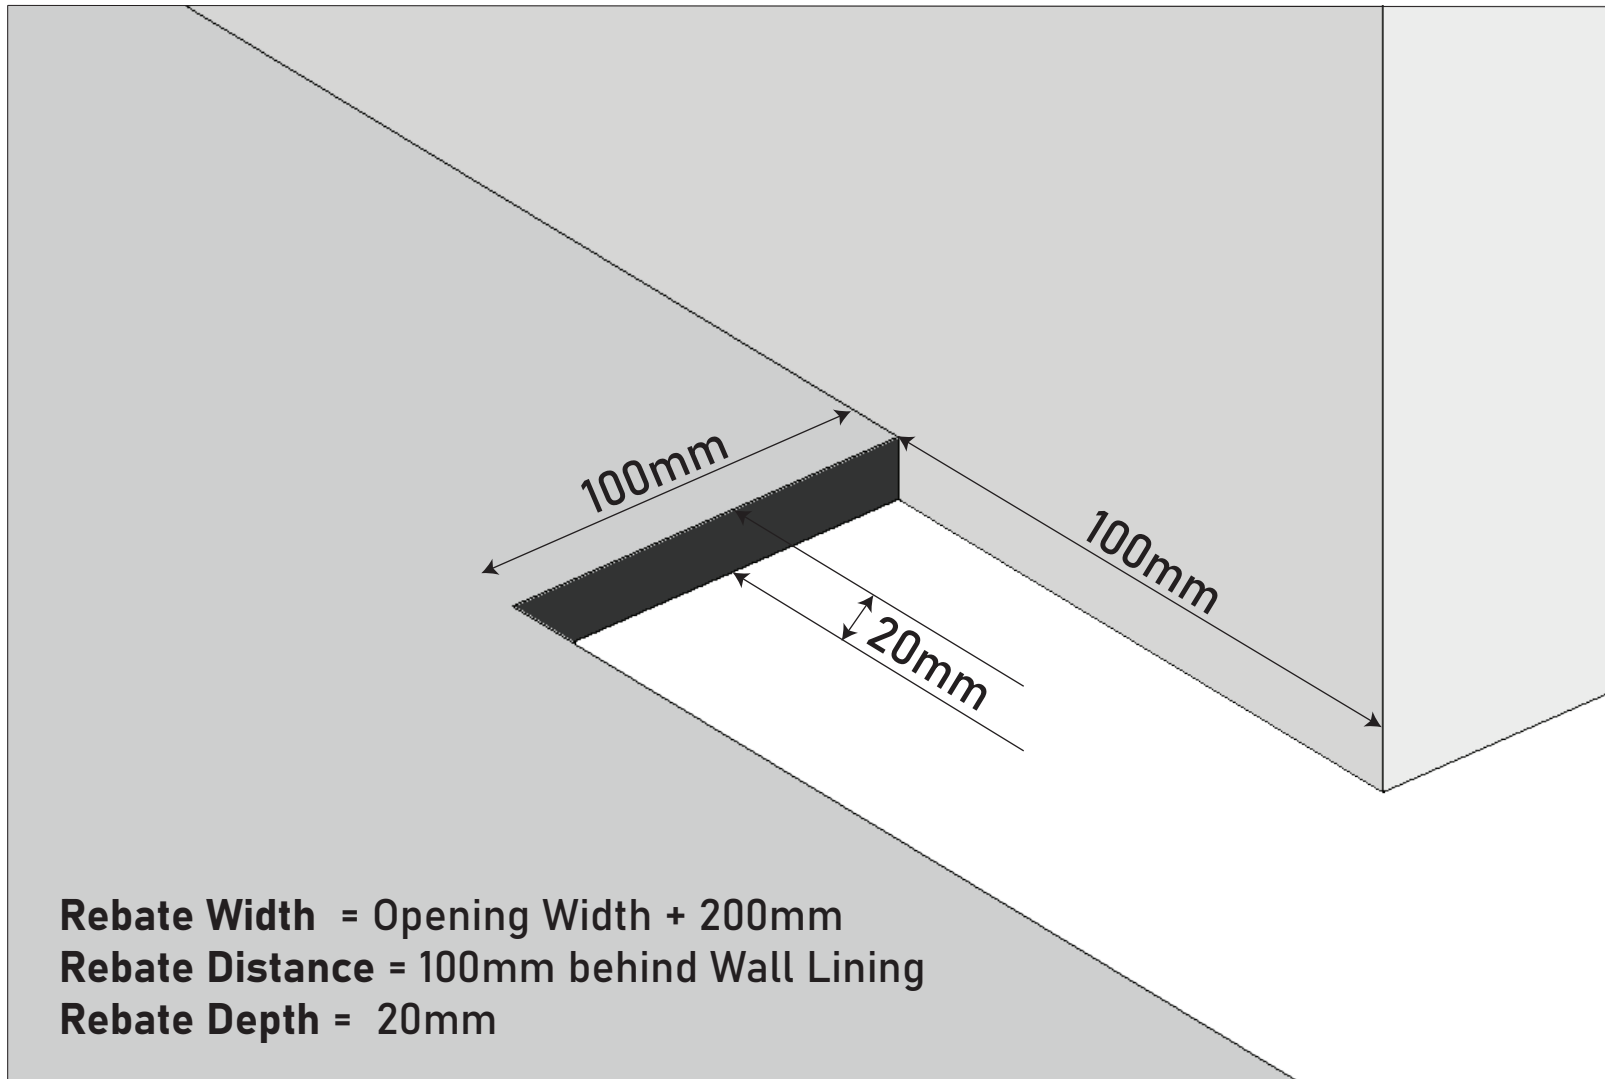 100mm
100mm
20mm
Rebate Width = Opening Width + 200mm
Rebate Distance = 100mm behind Wall Lining
Rebate Depth = 20mm